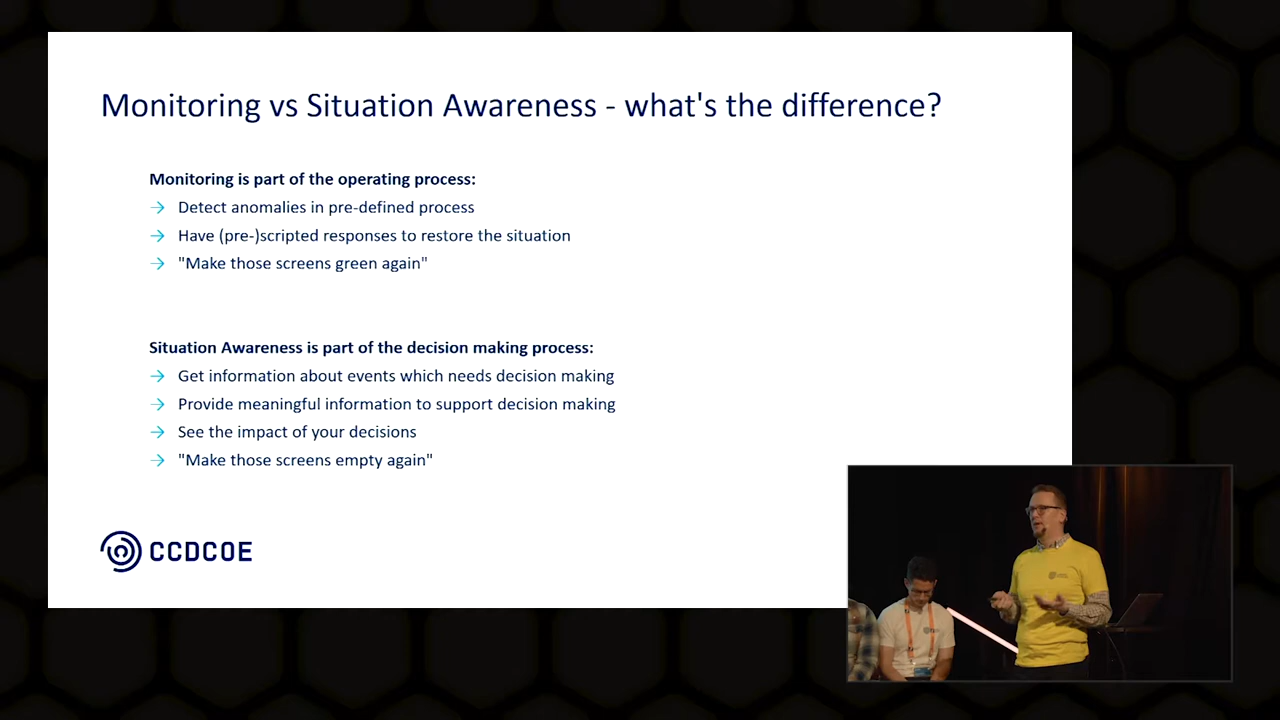 Monitoring vs Situation Awareness - what's the difference?
Monitoring is part of the operating process:
→ Detect anomalies in pre-defined process
→ Have (pre-)scripted responses to restore the situation
→ "Make those screens green again"
Situation Awareness is part of the decision making process:
→ Get information about events which needs decision making
→ Provide meaningful information to support decision making
→ See the impact of your decisions
→ "Make those screens empty again"
CCDCOE